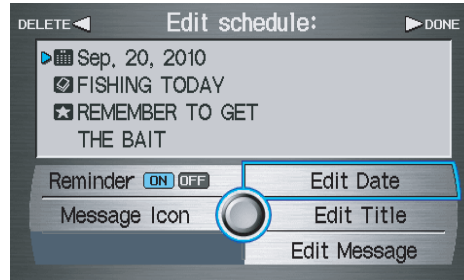 DELETE Edit schedule: DONE
Sep. 20, 2010
FISHING TODAY
REMEMBER TO GET
THE BAIT
Reminder ON OFF Edit Date
Message Icon Edit Title
Edit Message